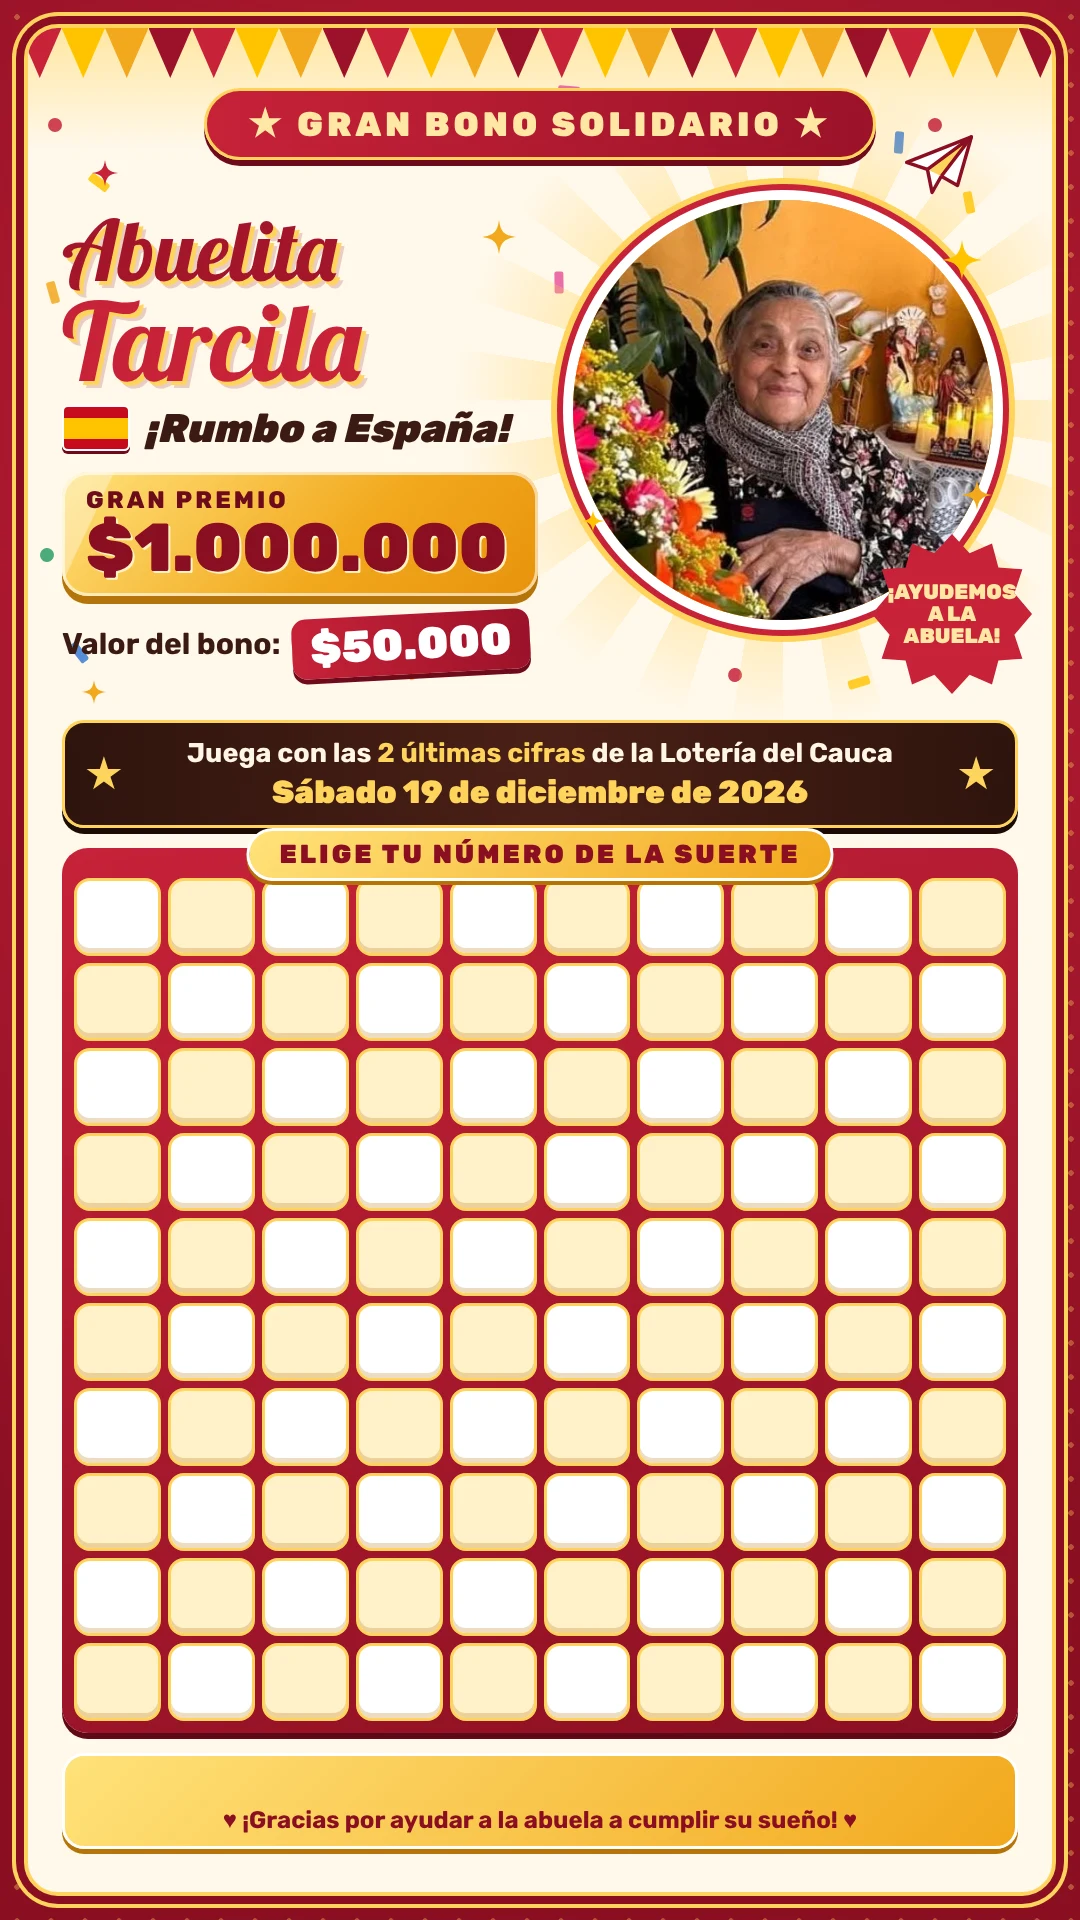 ★ GRAN BONO SOLIDARIO ★
Abuelita
Tarcila
¡Rumbo a España!
GRAN PREMIO
$1.000.000
Valor del bono: $50.000
¡AYUDEMOS
A LA
ABUELA!
Juega con las 2 últimas cifras de la Lotería del Cauca
Sábado 19 de diciembre de 2026
ELIGE TU NÚMERO DE LA SUERTE
♥ ¡Gracias por ayudar a la abuela a cumplir su sueño! ♥